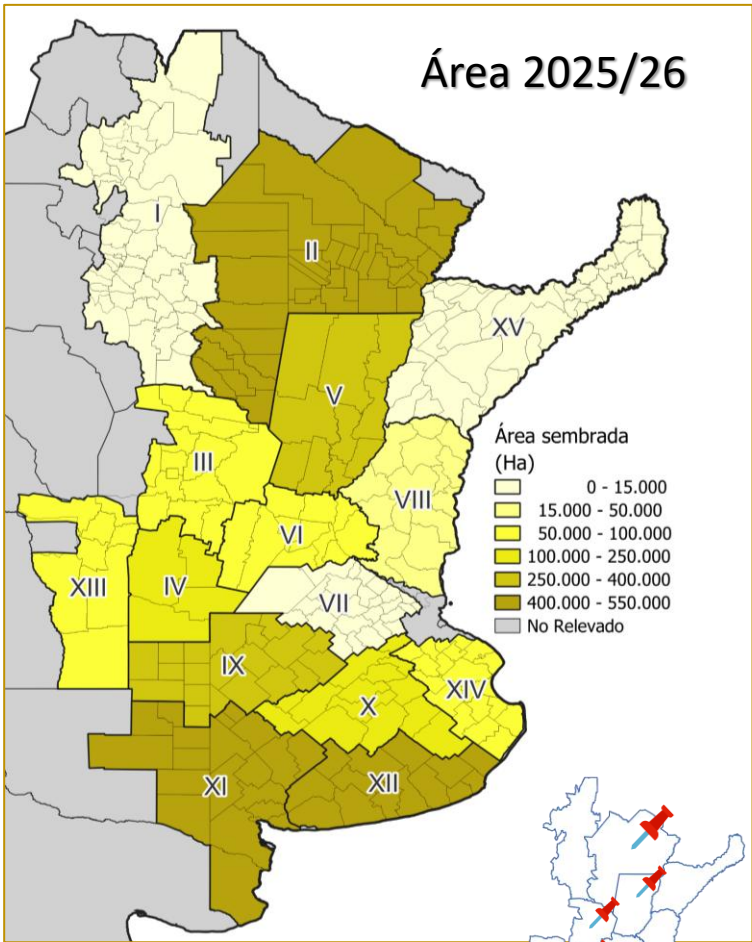 Área 2025/26
I
II
XV
V
Área sembrada
(Ha)
0 - 15.000
15.000 - 50.000
50.000 - 100.000
100.000 - 250.000
250.000 - 400.000
400.000 - 550.000
No Relevado
III
VIII
VI
XIII
IV
VII
IX
XIV
X
XI
XII